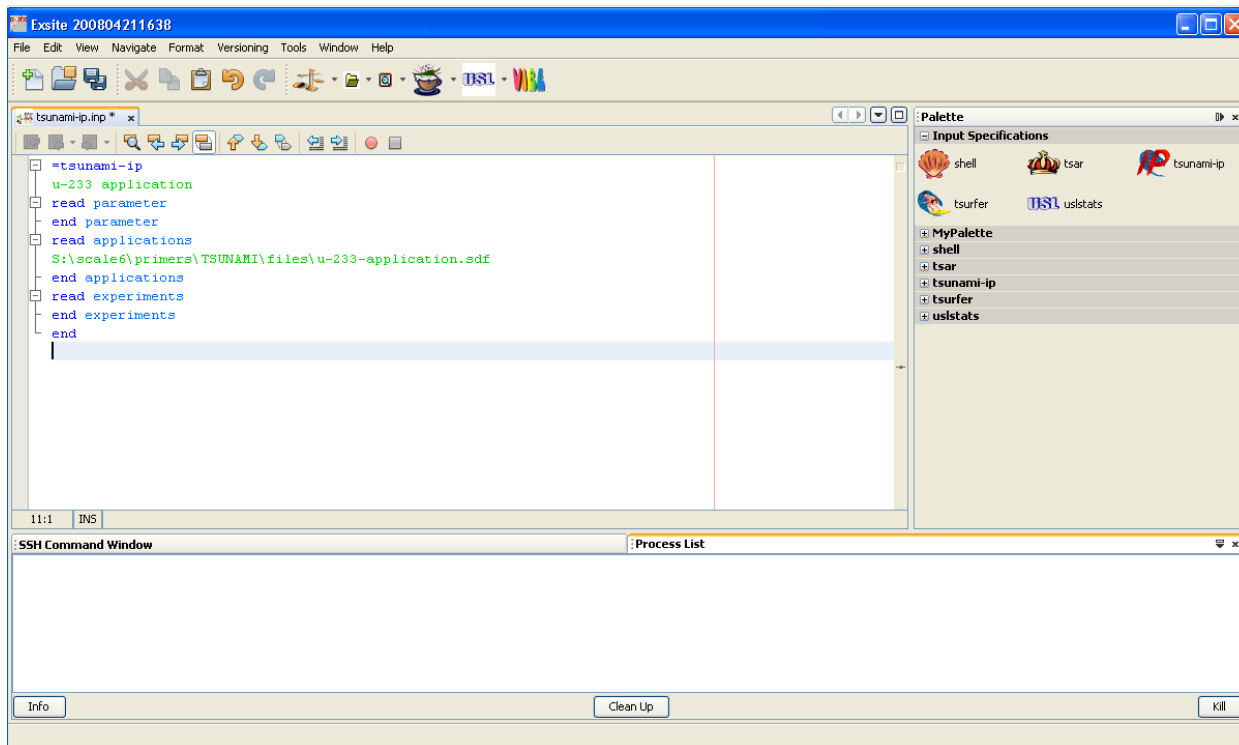 Exsite 200804211638
File Edit View Navigate Format Versioning Tools Window Help
USL
tsunami-ip.inp * x
=tsunami-ip
u-233 application
read parameter
end parameter
read applications
S:\scale6\primers\TSUNAMI\files\u-233-application.sdf
end applications
read experiments
end experiments
end
11:1 INS
Palette
Input Specifications
shell tsar tsunami-ip
tsurfer USL uslstats
MyPalette
shell
tsar
tsunami-ip
tsurfer
uslstats
SSH Command Window Process List
Info Clean Up Kill